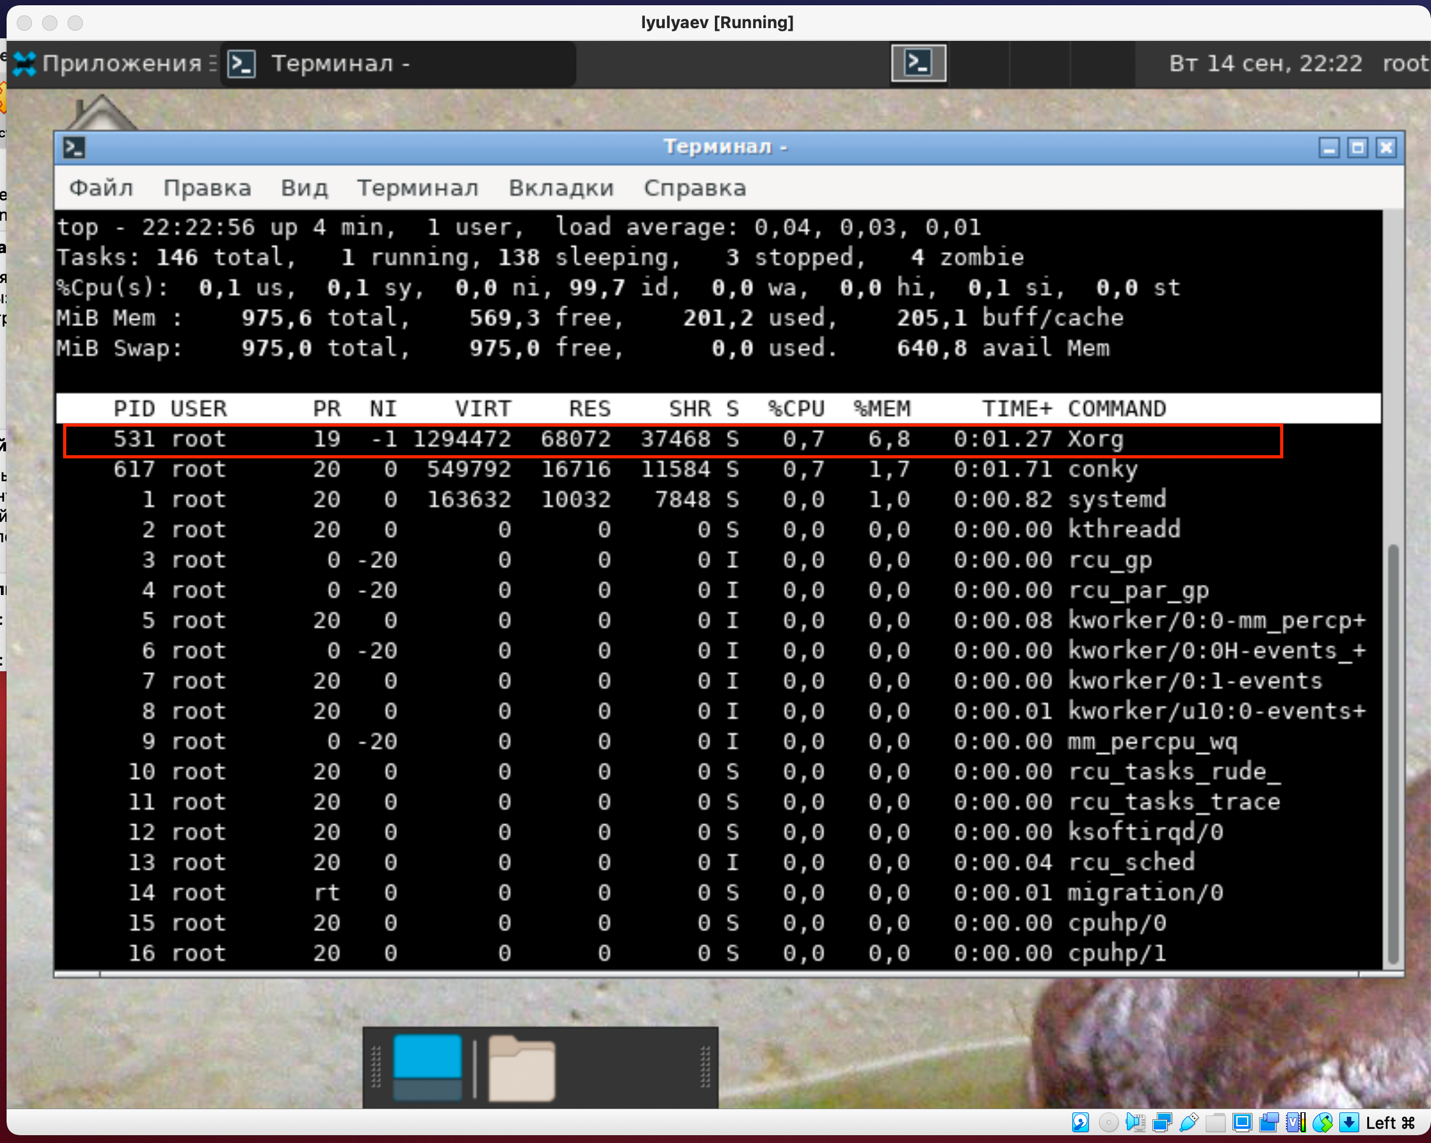 lyulyaev [Running]
Приложения Терминал - Вт 14 сен, 22:22 root
Терминал -
Файл Правка Вид Терминал Вкладки Справка
top - 22:22:56 up 4 min,  1 user,  load average: 0,04, 0,03, 0,01
Tasks: 146 total,   1 running, 138 sleeping,   3 stopped,   4 zombie
%Cpu(s):  0,1 us,  0,1 sy,  0,0 ni, 99,7 id,  0,0 wa,  0,0 hi,  0,1 si,  0,0 st
MiB Mem :    975,6 total,    569,3 free,    201,2 used,    205,1 buff/cache
MiB Swap:    975,0 total,    975,0 free,      0,0 used.    640,8 avail Mem
PID USER PR NI VIRT RES SHR S %CPU %MEM TIME+ COMMAND
531 root 19 -1 1294472 68072 37468 S 0,7 6,8 0:01.27 Xorg
617 root 20 0 549792 16716 11584 S 0,7 1,7 0:01.71 conky
1 root 20 0 163632 10032 7848 S 0,0 1,0 0:00.82 systemd
2 root 20 0 0 0 0 S 0,0 0,0 0:00.00 kthreadd
3 root 0 -20 0 0 0 I 0,0 0,0 0:00.00 rcu_gp
4 root 0 -20 0 0 0 I 0,0 0,0 0:00.00 rcu_par_gp
5 root 20 0 0 0 0 I 0,0 0,0 0:00.08 kworker/0:0-mm_percp+
6 root 0 -20 0 0 0 I 0,0 0,0 0:00.00 kworker/0:0H-events_+
7 root 20 0 0 0 0 I 0,0 0,0 0:00.00 kworker/0:1-events
8 root 20 0 0 0 0 I 0,0 0,0 0:00.01 kworker/u10:0-events+
9 root 0 -20 0 0 0 I 0,0 0,0 0:00.00 mm_percpu_wq
10 root 20 0 0 0 0 S 0,0 0,0 0:00.00 rcu_tasks_rude_
11 root 20 0 0 0 0 S 0,0 0,0 0:00.00 rcu_tasks_trace
12 root 20 0 0 0 0 S 0,0 0,0 0:00.00 ksoftirqd/0
13 root 20 0 0 0 0 I 0,0 0,0 0:00.04 rcu_sched
14 root rt 0 0 0 0 S 0,0 0,0 0:00.01 migration/0
15 root 20 0 0 0 0 S 0,0 0,0 0:00.00 cpuhp/0
16 root 20 0 0 0 0 S 0,0 0,0 0:00.00 cpuhp/1
Left ⌘